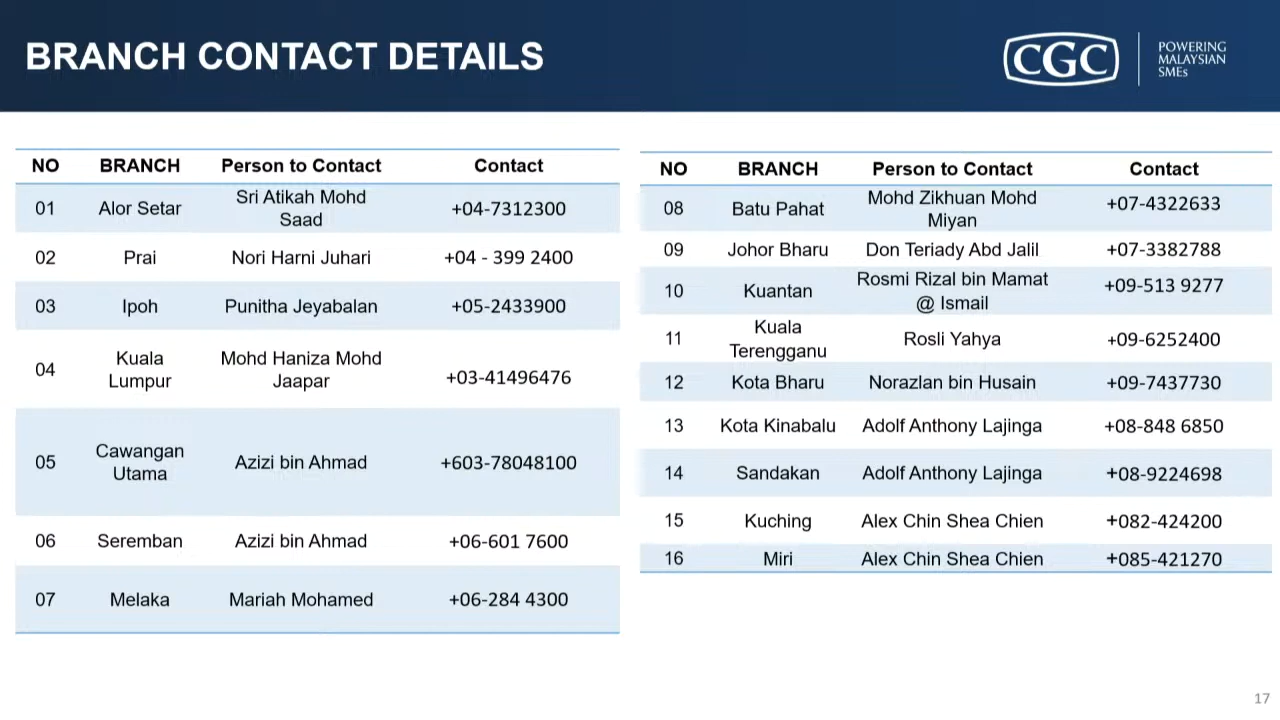 BRANCH CONTACT DETAILS
CGC
POWERING
MALAYSIAN
SMEs
NO BRANCH Person to Contact Contact
01 Alor Setar Sri Atikah Mohd Saad +04-7312300
02 Prai Nori Harni Juhari +04 - 399 2400
03 Ipoh Punitha Jeyabalan +05-2433900
04 Kuala Lumpur Mohd Haniza Mohd Jaapar +03-41496476
05 Cawangan Utama Azizi bin Ahmad +603-78048100
06 Seremban Azizi bin Ahmad +06-601 7600
07 Melaka Mariah Mohamed +06-284 4300
NO BRANCH Person to Contact Contact
08 Batu Pahat Mohd Zikhuan Mohd Miyan +07-4322633
09 Johor Bharu Don Teriady Abd Jalil +07-3382788
10 Kuantan Rosmi Rizal bin Mamat @ Ismail +09-513 9277
11 Kuala Terengganu Rosli Yahya +09-6252400
12 Kota Bharu Norazlan bin Husain +09-7437730
13 Kota Kinabalu Adolf Anthony Lajinga +08-848 6850
14 Sandakan Adolf Anthony Lajinga +08-9224698
15 Kuching Alex Chin Shea Chien +082-424200
16 Miri Alex Chin Shea Chien +085-421270
17